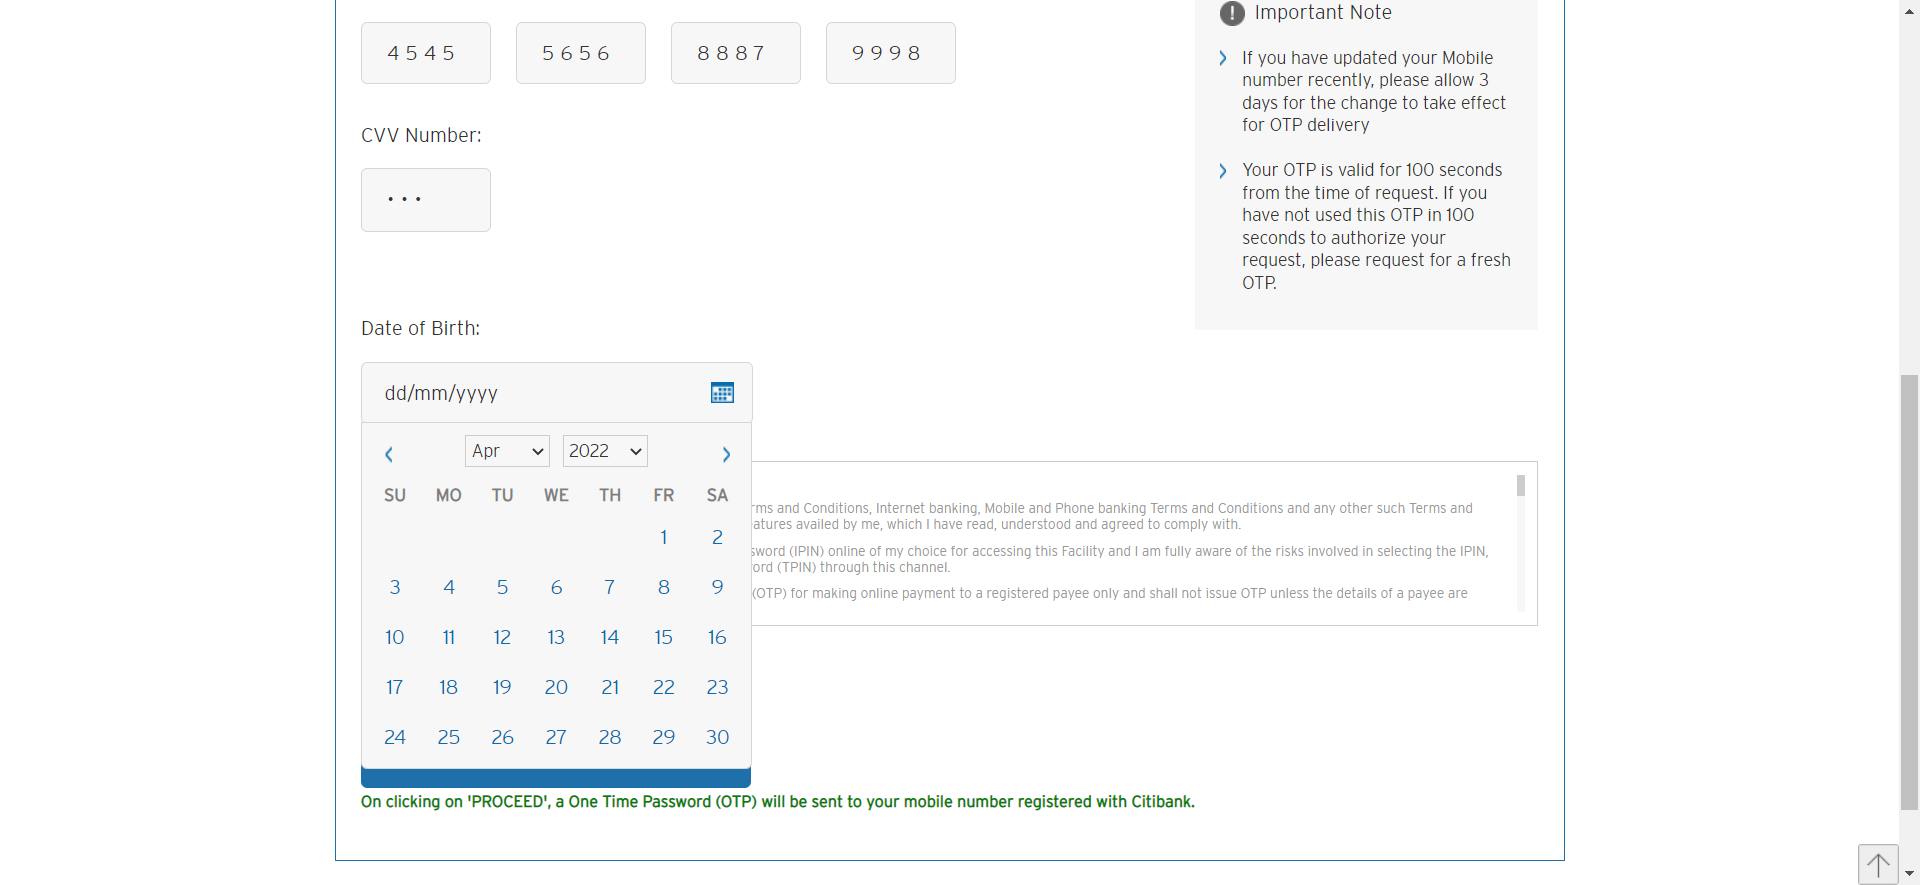 4545 5656 8887 9998
CVV Number:
•••
Date of Birth:
dd/mm/yyyy
Apr 2022
SU MO TU WE TH FR SA
1 2
3 4 5 6 7 8 9
10 11 12 13 14 15 16
17 18 19 20 21 22 23
24 25 26 27 28 29 30
and Conditions, Internet banking, Mobile and Phone banking Terms and Conditions and any other such Terms and
availed by me, which I have read, understood and agreed to comply with.
(IPIN) online of my choice for accessing this Facility and I am fully aware of the risks involved in selecting the IPIN,
(TPIN) through this channel.
(OTP) for making online payment to a registered payee only and shall not issue OTP unless the details of a payee are
On clicking on 'PROCEED', a One Time Password (OTP) will be sent to your mobile number registered with Citibank.
! Important Note
If you have updated your Mobile
number recently, please allow 3
days for the change to take effect
for OTP delivery
Your OTP is valid for 100 seconds
from the time of request. If you
have not used this OTP in 100
seconds to authorize your
request, please request for a fresh
OTP.